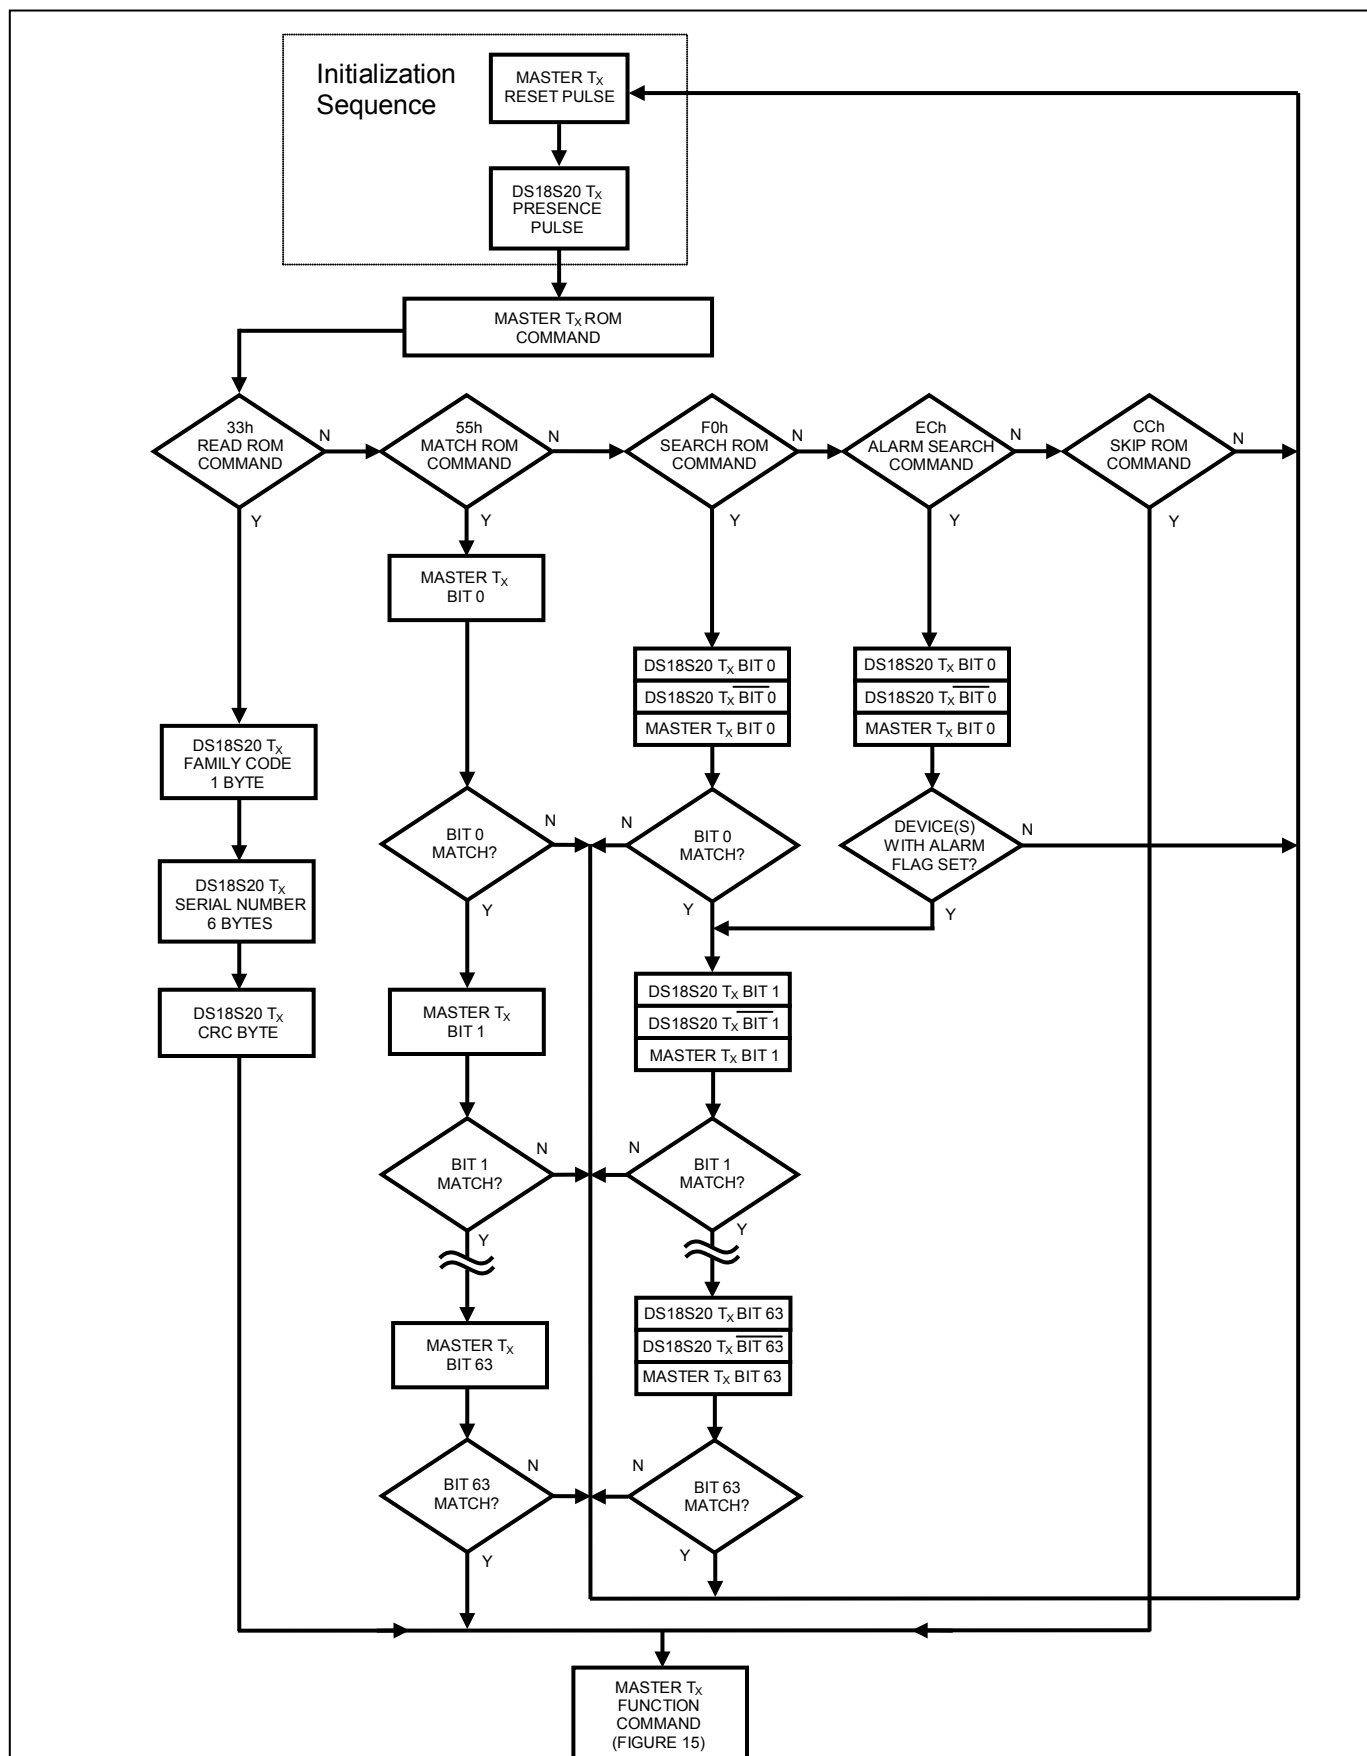 Initialization
Sequence
MASTER TX
RESET PULSE
DS18S20 TX
PRESENCE
PULSE
MASTER TX ROM
COMMAND
33h
READ ROM
COMMAND
N
Y
55h
MATCH ROM
COMMAND
N
Y
F0h
SEARCH ROM
COMMAND
N
Y
ECh
ALARM SEARCH
COMMAND
N
Y
CCh
SKIP ROM
COMMAND
N
Y
MASTER TX
BIT 0
DS18S20 TX BIT 0
DS18S20 TX BIT 0
MASTER TX BIT 0
DS18S20 TX BIT 0
DS18S20 TX BIT 0
MASTER TX BIT 0
DS18S20 TX
FAMILY CODE
1 BYTE
DS18S20 TX
SERIAL NUMBER
6 BYTES
DS18S20 TX
CRC BYTE
BIT 0
MATCH?
N
Y
N
BIT 0
MATCH?
Y
DEVICE(S)
WITH ALARM
FLAG SET?
N
Y
MASTER TX
BIT 1
DS18S20 TX BIT 1
DS18S20 TX BIT 1
MASTER TX BIT 1
BIT 1
MATCH?
N
Y
N
BIT 1
MATCH?
Y
MASTER TX
BIT 63
DS18S20 TX BIT 63
DS18S20 TX BIT 63
MASTER TX BIT 63
BIT 63
MATCH?
N
Y
N
BIT 63
MATCH?
Y
MASTER TX
FUNCTION
COMMAND
(FIGURE 15)